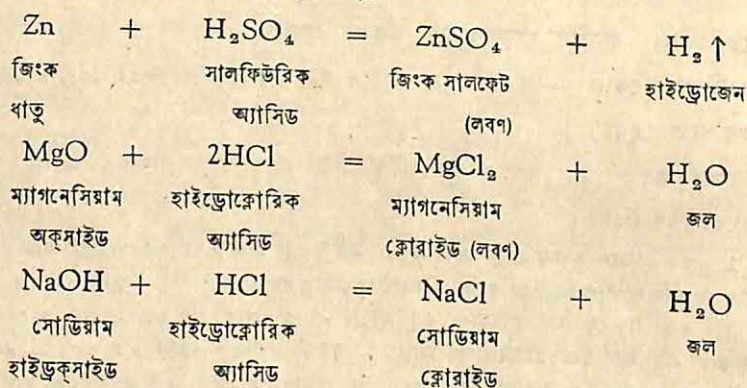 Zn + H₂SO₄ = ZnSO₄ + H₂ ↑
জিংক সালফিউরিক জিংক সালফেট হাইড্রোজেন
ধাতু অ্যাসিড (লবণ)
MgO + 2HCl = MgCl₂ + H₂O
ম্যাগনেসিয়াম হাইড্রোক্লোরিক ম্যাগনেসিয়াম জল
অক্সাইড অ্যাসিড ক্লোরাইড (লবণ)
NaOH + HCl = NaCl + H₂O
সোডিয়াম হাইড্রোক্লোরিক সোডিয়াম জল
হাইড্রক্সাইড অ্যাসিড ক্লোরাইড